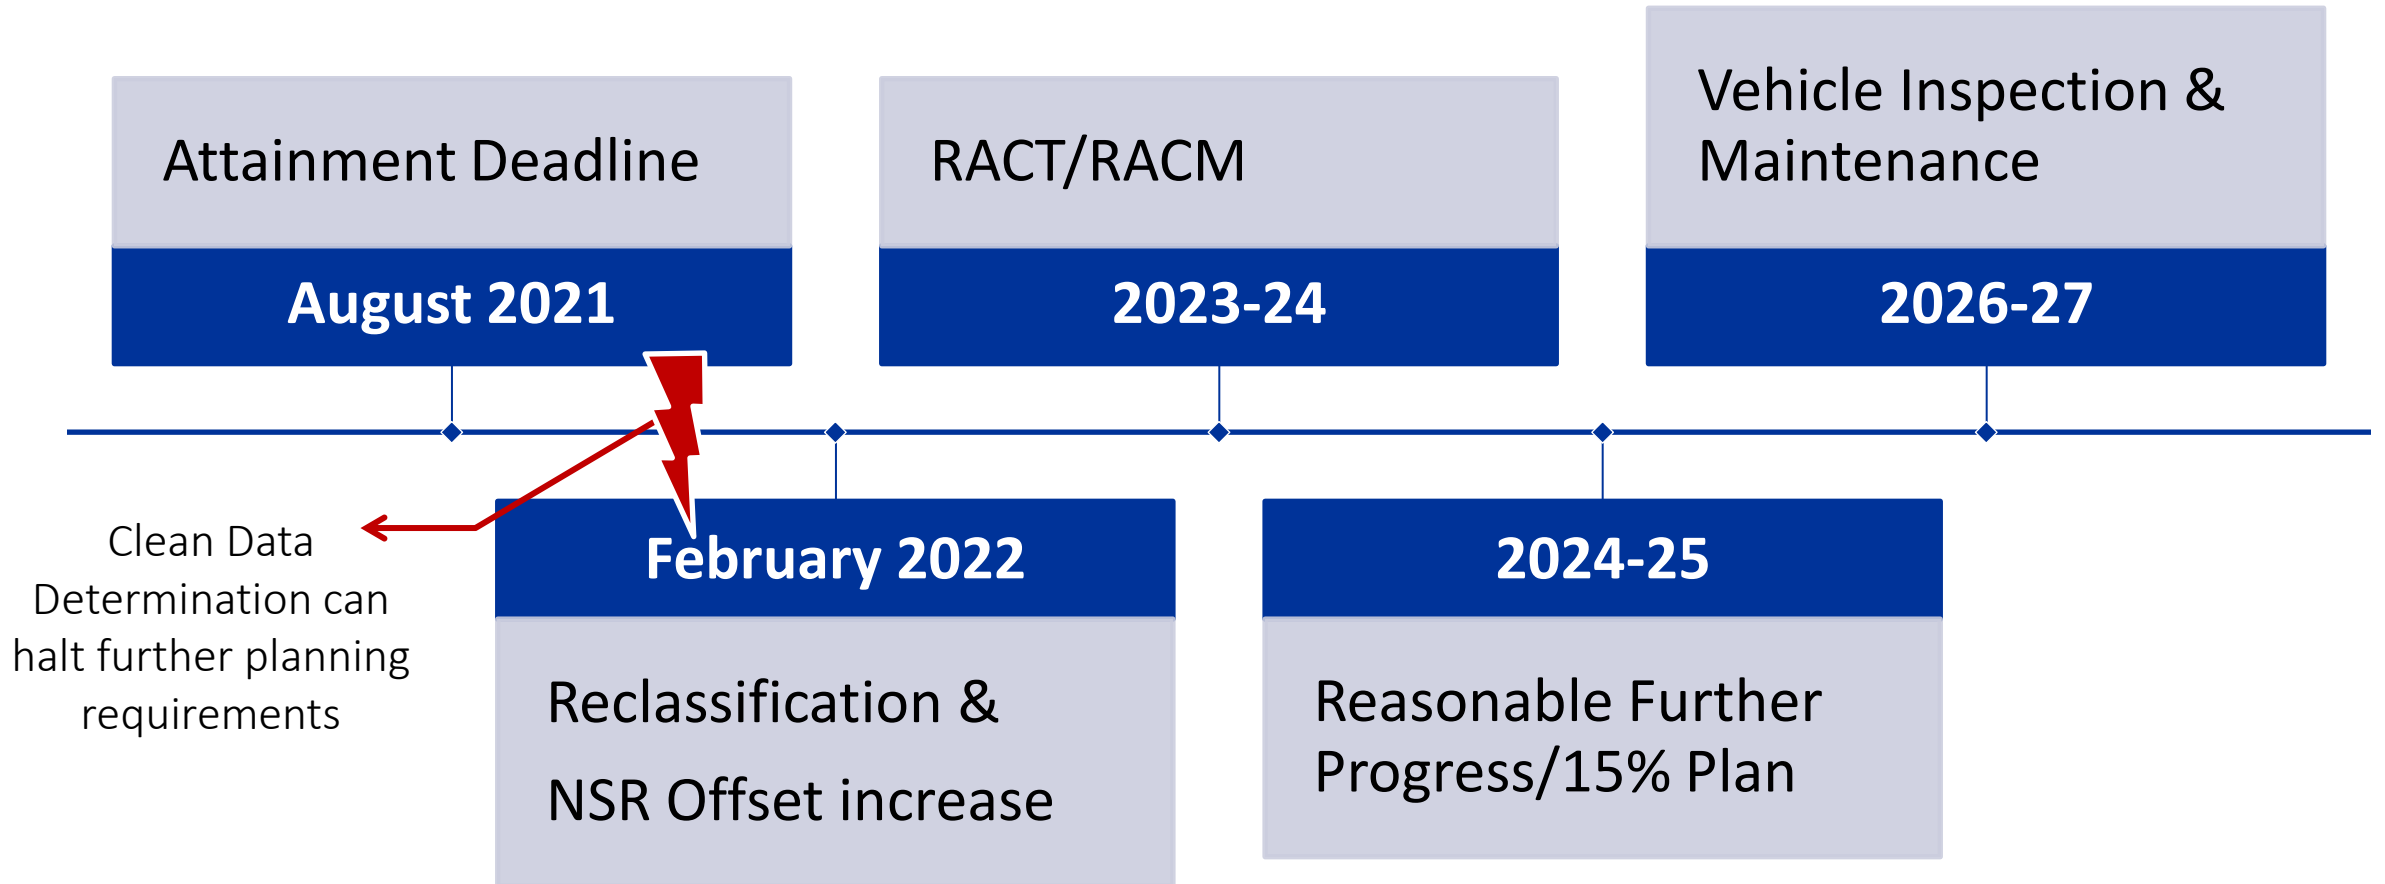 Attainment Deadline
August 2021
Clean Data
Determination can
halt further planning
requirements
February 2022
Reclassification &
NSR Offset increase
RACT/RACM
2023-24
2024-25
Reasonable Further
Progress/15% Plan
Vehicle Inspection &
Maintenance
2026-27